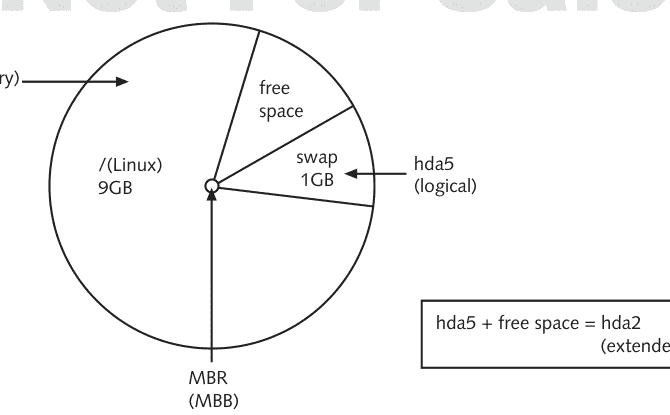 ry)
free
space
/(Linux)
9GB
swap
1GB
hda5
(logical)
hda5 + free space = hda2
(extende
MBR
(MBB)